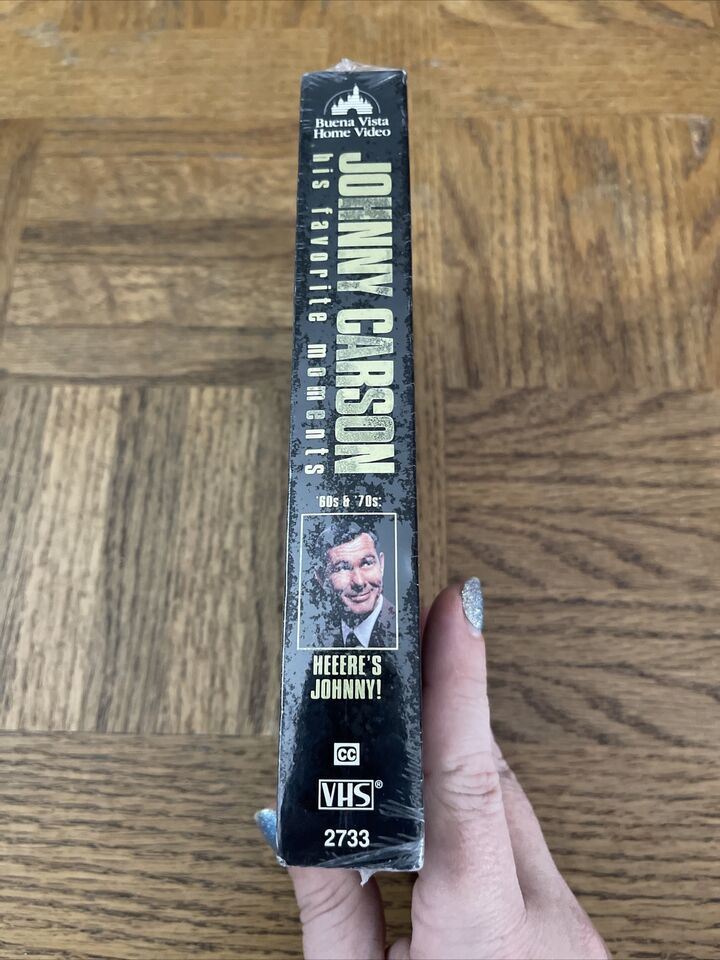 Buena Vista
Home Video
JOHNNY CARSON
his favorite moments
'60s & '70s:
HEEERE'S
JOHNNY!
CC
VHS®
2733